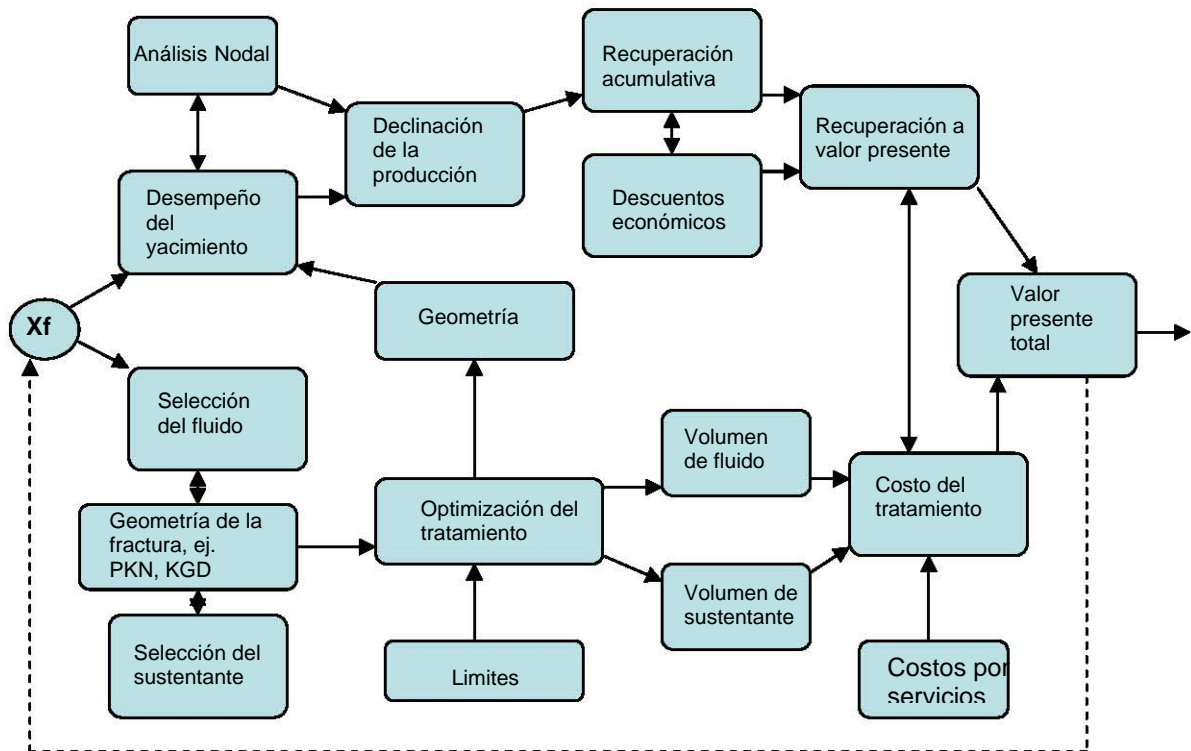 Análisis Nodal
Recuperación
acumulativa
Declinación
de la
producción
Recuperación a
valor presente
Desempeño
del
yacimiento
Descuentos
económicos
Xf
Geometría
Valor
presente
total
Selección
del fluido
Volumen
de fluido
Geometría de la
fractura, ej.
PKN, KGD
Optimización del
tratamiento
Costo del
tratamiento
Volumen de
sustentante
Selección del
sustentante
Limites
Costos por
servicios